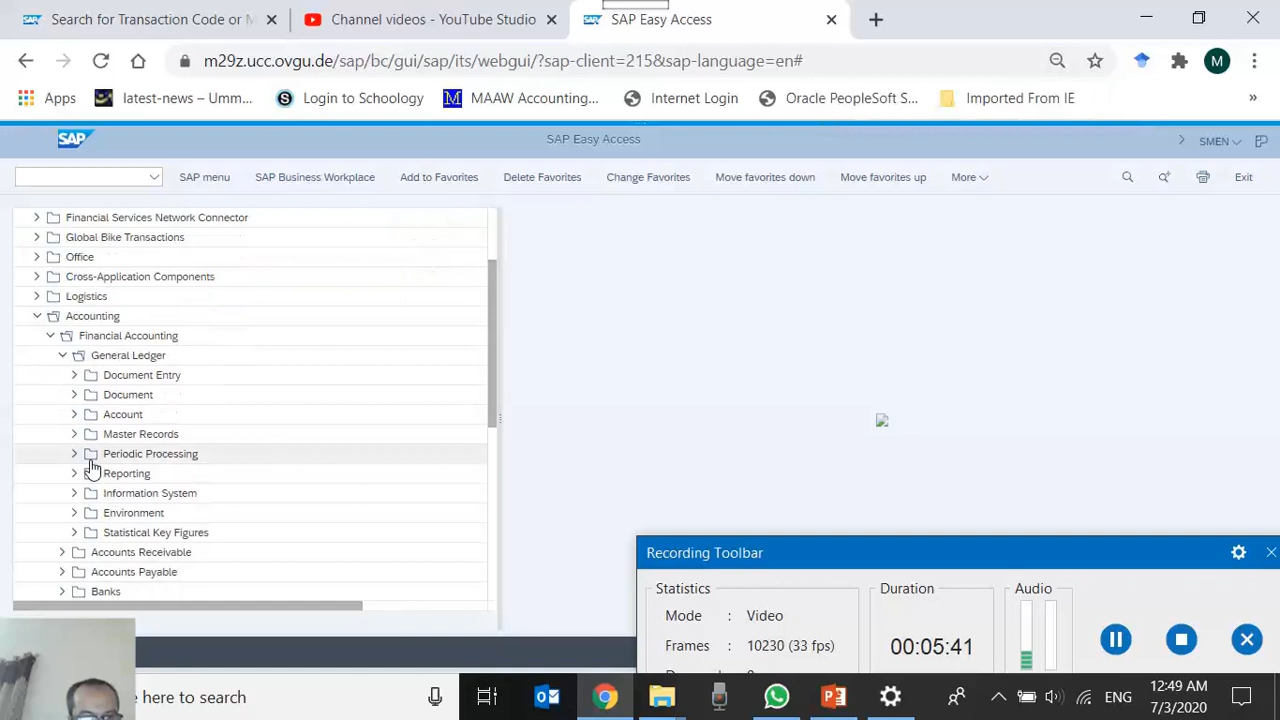 Search for Transaction Code or M
Channel videos - YouTube Studio
SAP Easy Access
m29z.ucc.ovgu.de/sap/bc/gui/sap/its/webgui/?sap-client=215&sap-language=en#
M
Apps
latest-news – Umm...
S
Login to Schoology
M
MAAW Accounting...
Internet Login
Oracle PeopleSoft S...
Imported From IE
»
SAP
SAP Easy Access
SMEN
SAP menu
SAP Business Workplace
Add to Favorites
Delete Favorites
Change Favorites
Move favorites down
Move favorites up
More
Exit
Financial Services Network Connector
Global Bike Transactions
Office
Cross-Application Components
Logistics
Accounting
Financial Accounting
General Ledger
Document Entry
Document
Account
Master Records
Periodic Processing
Reporting
Information System
Environment
Statistical Key Figures
Accounts Receivable
Accounts Payable
Banks
Recording Toolbar
Statistics
Mode : Video
Frames : 10230 (33 fps)
Duration
00:05:41
Audio
here to search
ENG
12:49 AM
7/3/2020